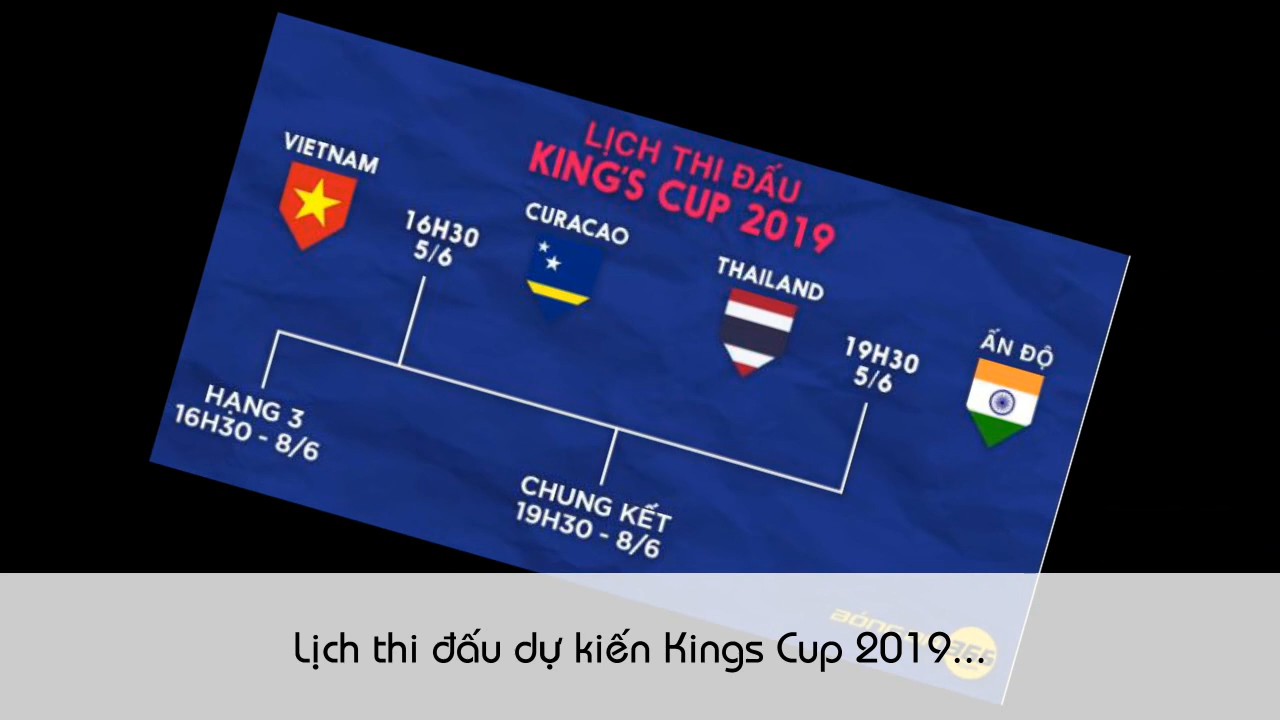 LỊCH THI ĐẤU
KING'S CUP 2019
VIETNAM
16H30
5/6
CURACAO
THAILAND
19H30
5/6
ẤN ĐỘ
HẠNG 3
16H30 - 8/6
CHUNG KẾT
19H30 - 8/6
Lịch thi đấu dự kiến Kings Cup 2019...